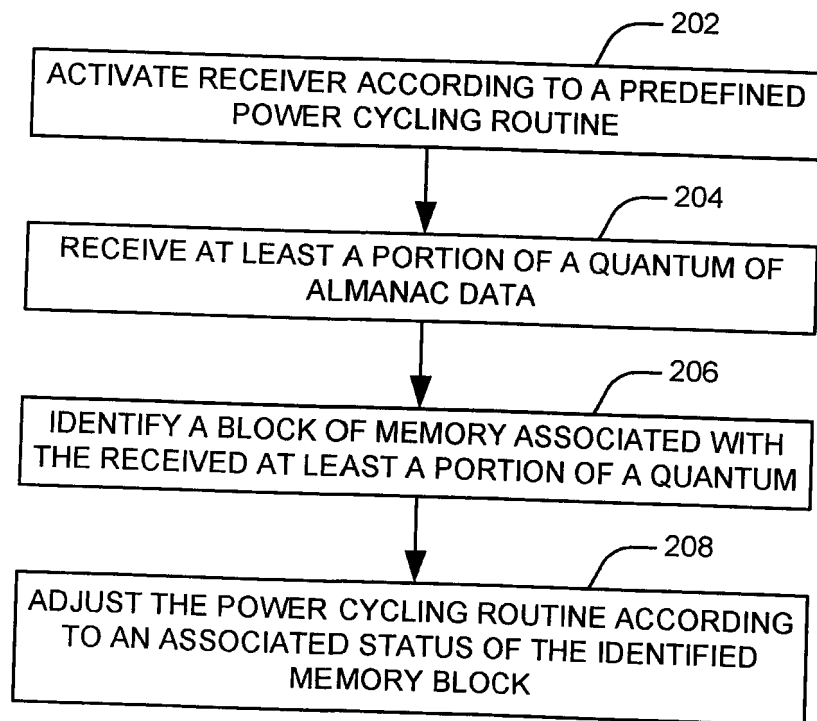 202
ACTIVATE RECEIVER ACCORDING TO A PREDEFINED
POWER CYCLING ROUTINE
204
RECEIVE AT LEAST A PORTION OF A QUANTUM OF
ALMANAC DATA
206
IDENTIFY A BLOCK OF MEMORY ASSOCIATED WITH
THE RECEIVED AT LEAST A PORTION OF A QUANTUM
208
ADJUST THE POWER CYCLING ROUTINE ACCORDING
TO AN ASSOCIATED STATUS OF THE IDENTIFIED
MEMORY BLOCK